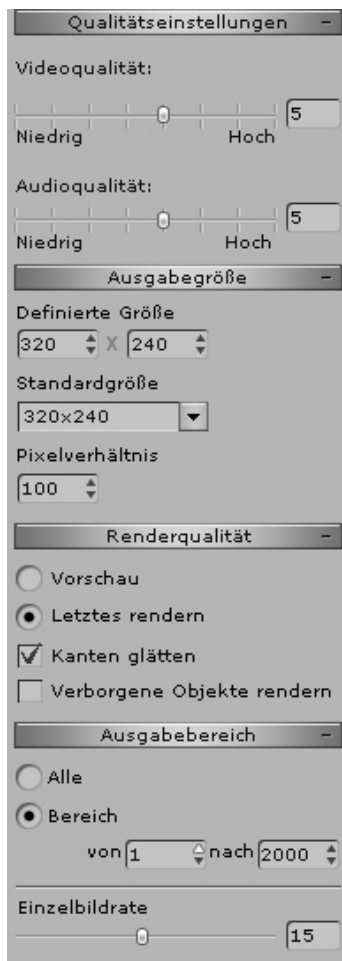 Qualitätseinstellungen -
Videoqualität:
5
Niedrig Hoch
Audioqualität:
5
Niedrig Hoch
Ausgabegröße -
Definierte Größe
320 X 240
Standardgröße
320x240
Pixelverhältnis
100
Renderqualität -
Vorschau
Letztes rendern
Kanten glätten
Verborgene Objekte rendern
Ausgabebereich -
Alle
Bereich
von 1 nach 2000
Einzelbildrate
15